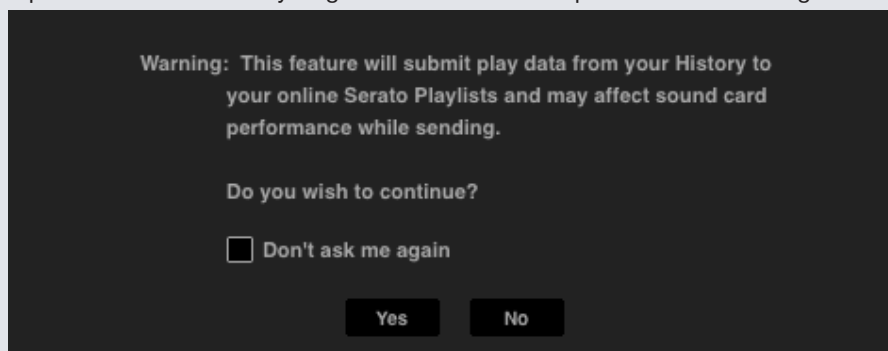 Warning: This feature will submit play data from your History to
your online Serato Playlists and may affect sound card
performance while sending.
Do you wish to continue?
Don't ask me again
Yes No